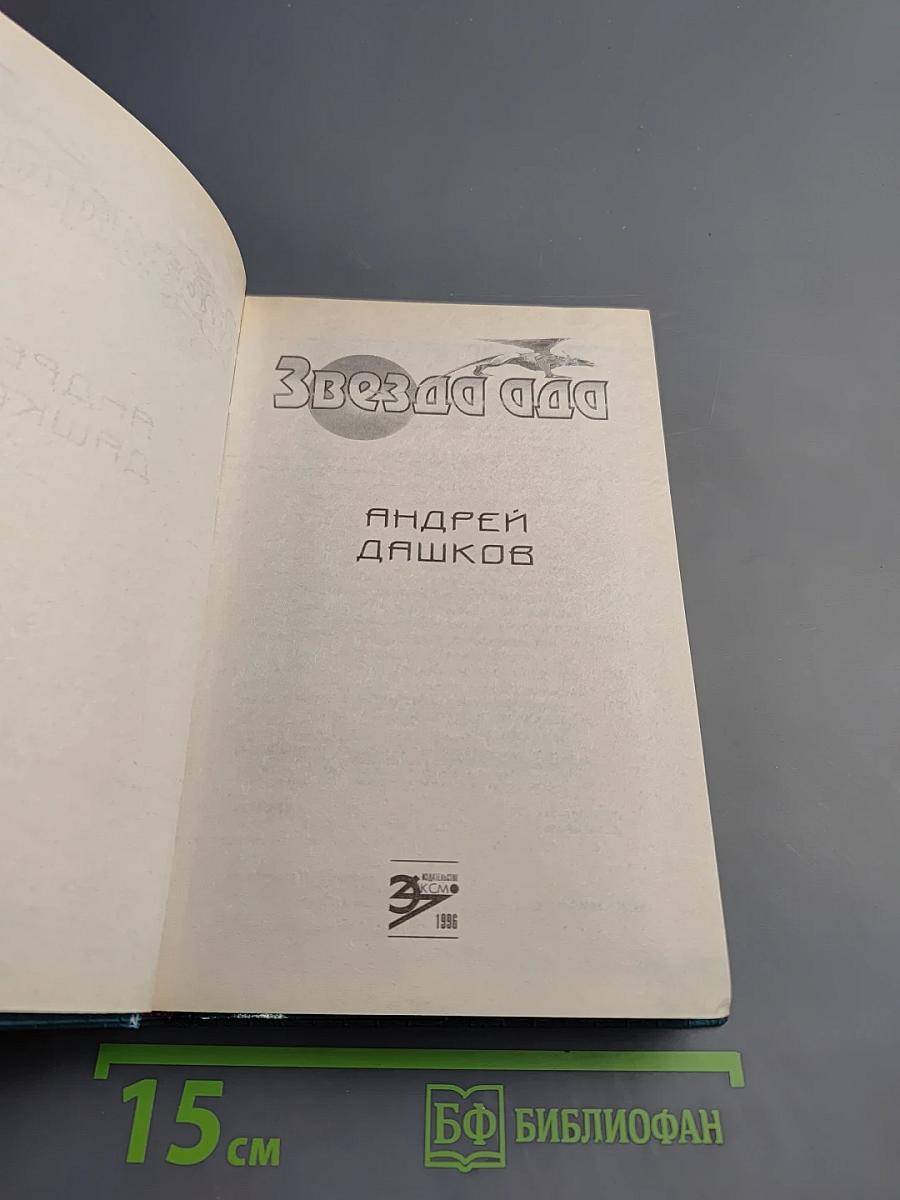 Звезда ада
АНДРЕЙ
ДАШКОВ
ИЗДАТЕЛЬСТВО
ЭКСМО
1996
15 см
БФ БИБЛИОФАН